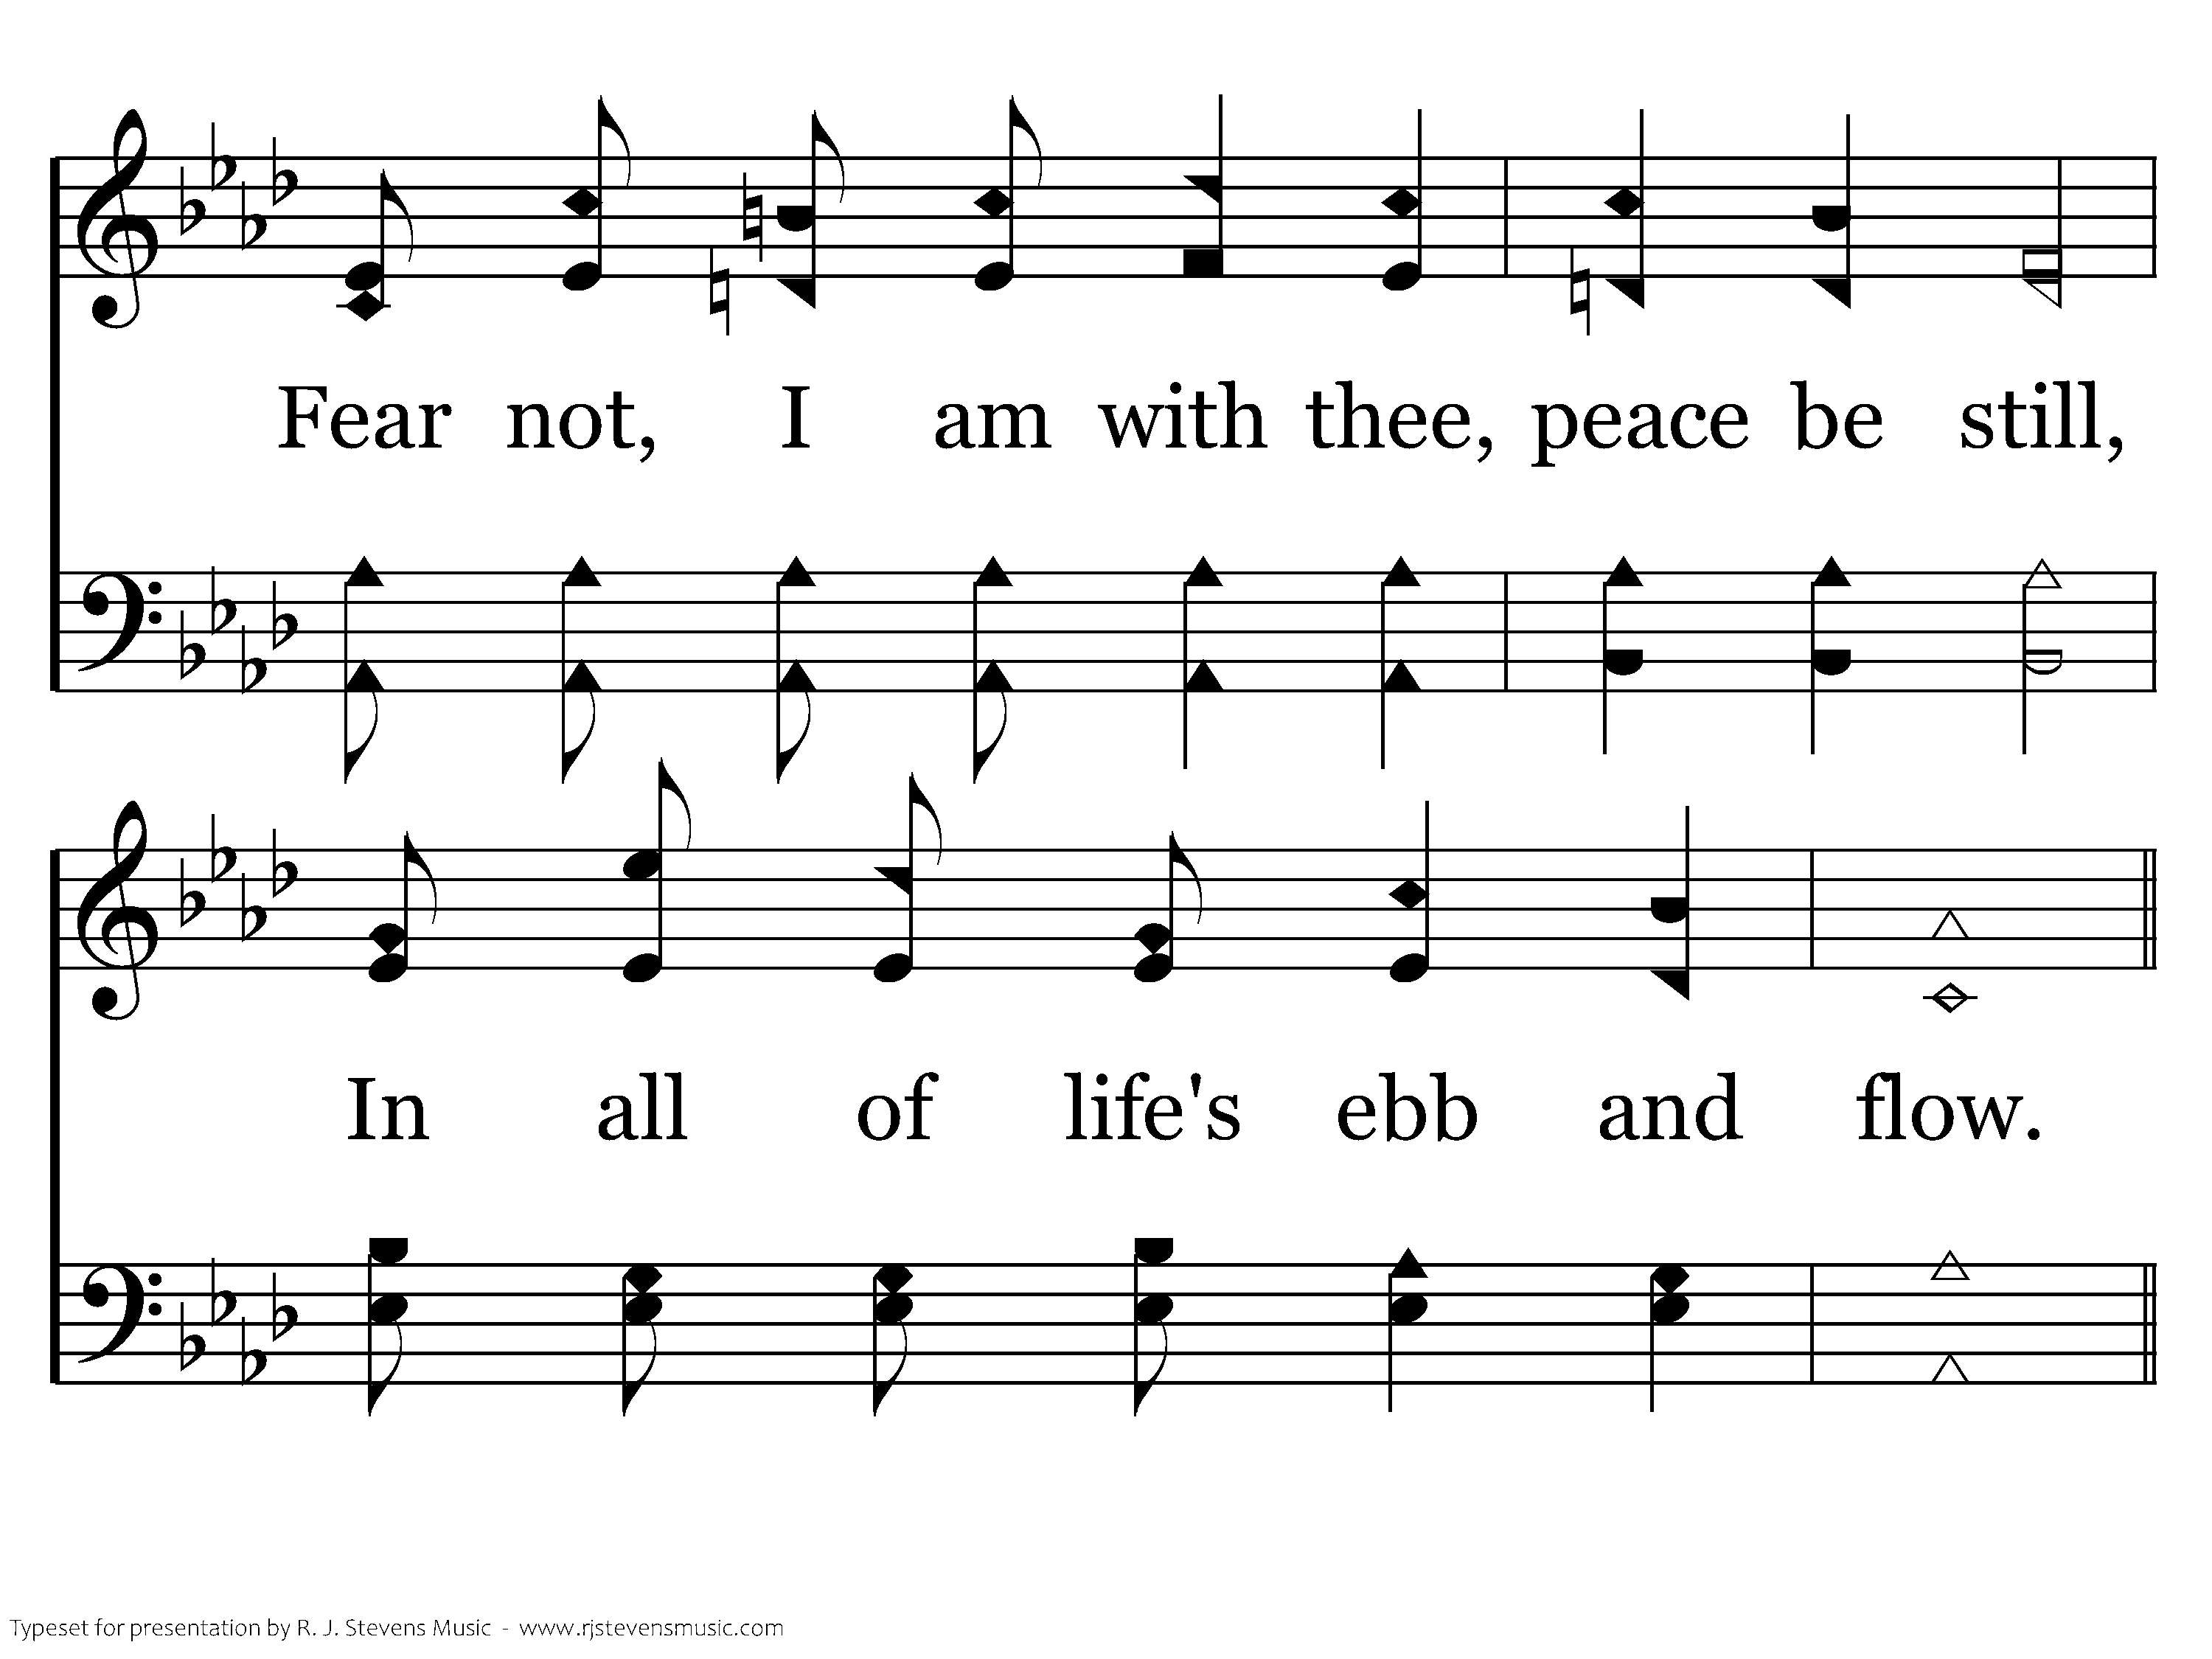 Fear not, I am with thee, peace be still,
In all of life's ebb and flow.
Typeset for presentation by R. J. Stevens Music - www.rjstevensmusic.com